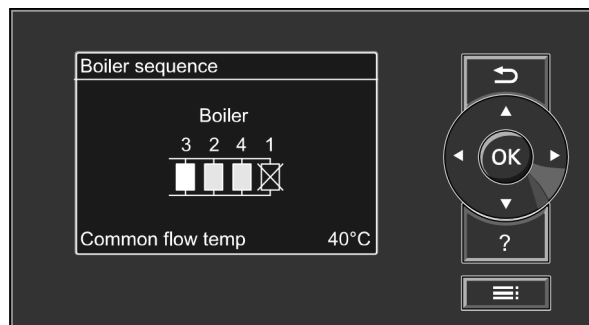 Boiler sequence
Boiler
3 2 4 1
Common flow temp 40°C
OK
?